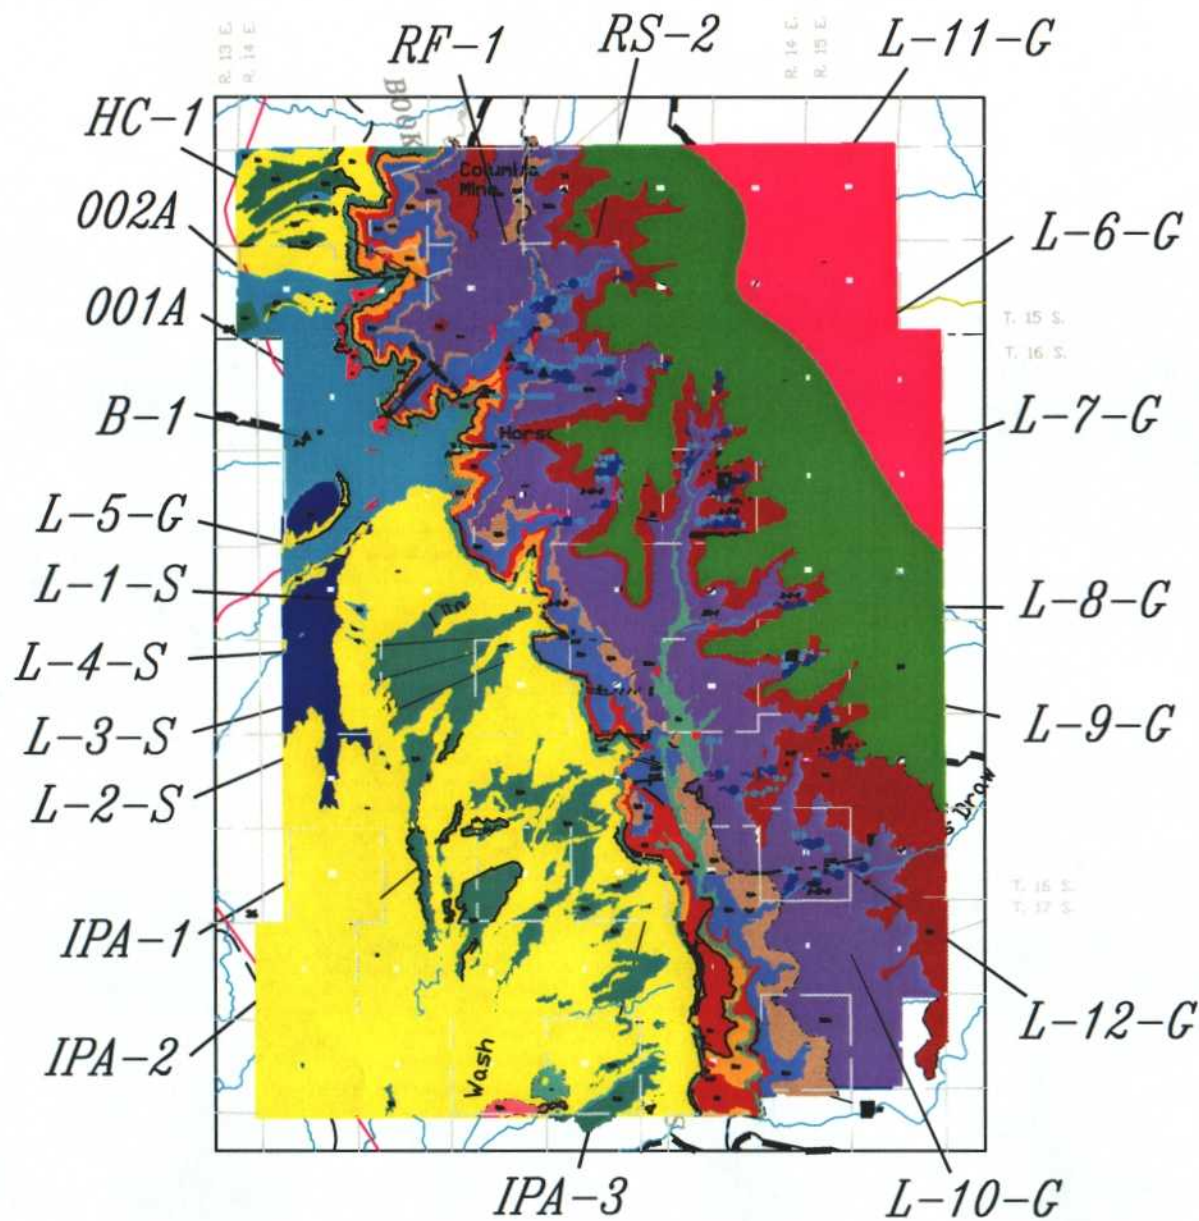 RF-1
RS-2
L-11-G
R. 13 E.
R. 14 E.
R. 14 E.
R. 15 E.
HC-1
BOOK
Columbia
Mine
002A
L-6-G
001A
T. 15 S.
T. 16 S.
B-1
L-7-G
Horse
L-5-G
L-1-S
L-8-G
L-4-S
L-3-S
L-9-G
L-2-S
s Draw
T. 16 S.
T. 17 S.
IPA-1
L-12-G
IPA-2
Wash
IPA-3
L-10-G